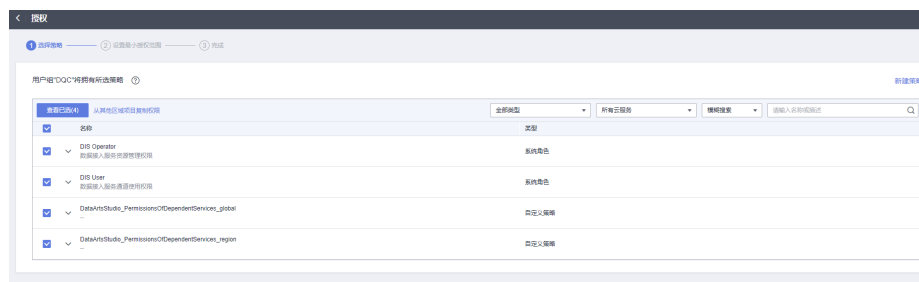 授权
1 选择策略 2 设置最小授权范围 3 完成
用户组"DQC"将拥有所选策略
新建策略
查看已选(4) 从其他区域项目复制权限 全部类型 所有云服务 模糊搜索 请输入名称或描述
名称 类型
DIS Operator
数据接入服务资源管理权限
系统角色
DIS User
数据接入服务通道使用权限
系统角色
DataArtsStudio_PermissionsOfDependentServices_global
--
自定义策略
DataArtsStudio_PermissionsOfDependentServices_region
--
自定义策略